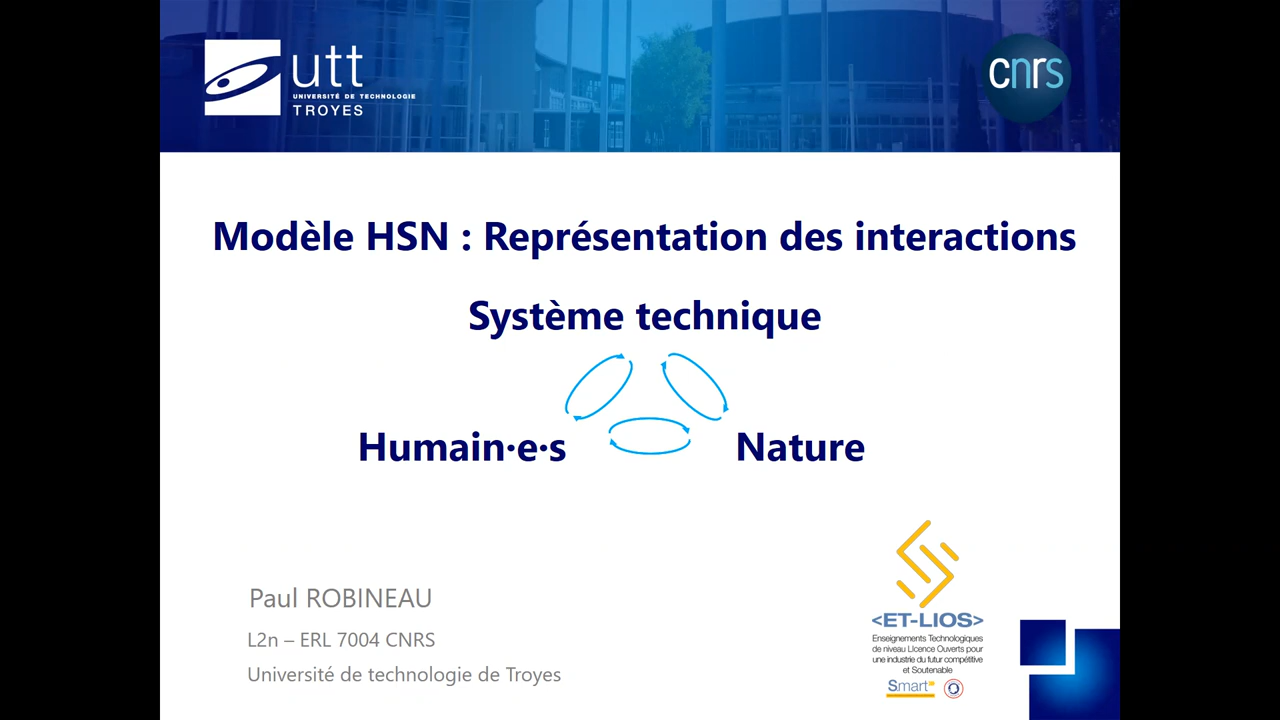 utt
UNIVERSITÉ DE TECHNOLOGIE
TROYES
cnrs
Modèle HSN : Représentation des interactions
Système technique
Humain·e·s
Nature
Paul ROBINEAU
L2n – ERL 7004 CNRS
Université de technologie de Troyes
<ET-LIOS>
Enseignements Technologiques
de niveau LIcence Ouverts pour
une industrie du futur compétitive
et Soutenable
Smart